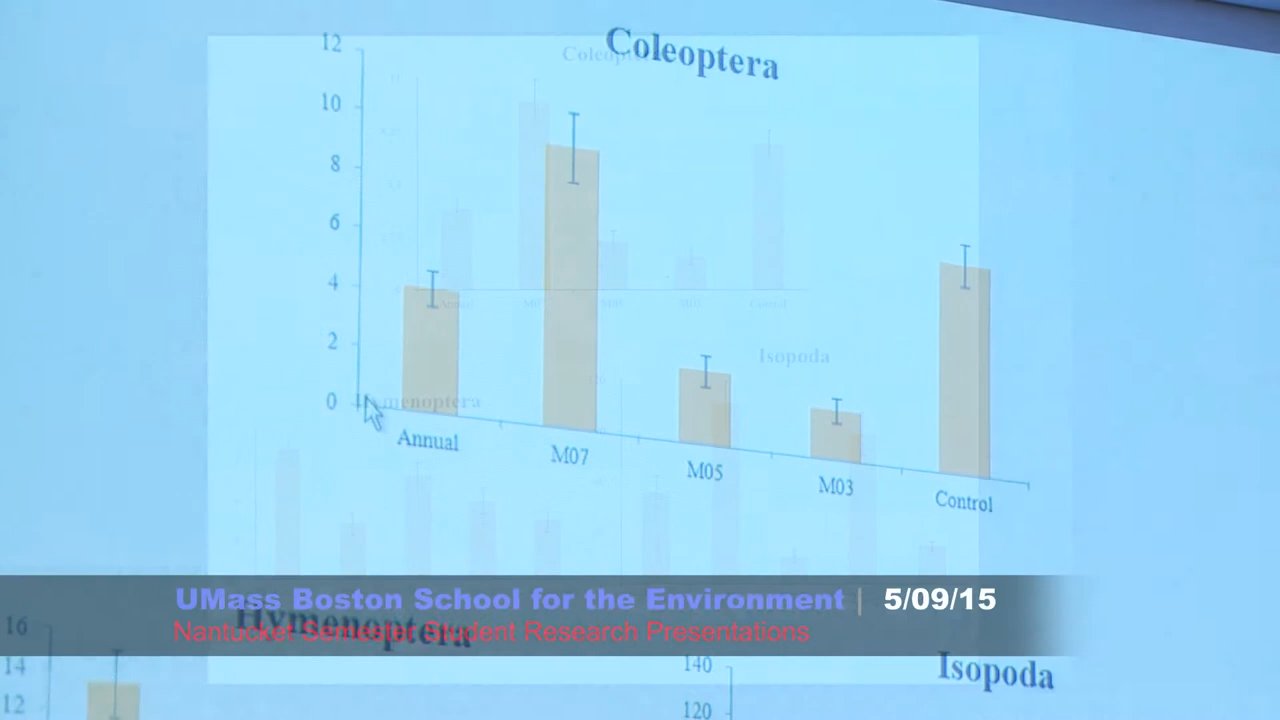 Coleoptera
12
10
8
6
4
2
0
Annual
M07
M05
M03
Control
Isopoda
UMass Boston School for the Environment | 5/09/15
Nantucket Semester Student Research Presentations
Hymenoptera
16
14
12
140
120
Isopoda